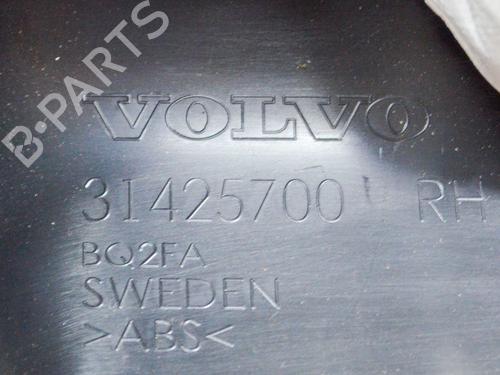 B-PARTS
VOLVO
31425700 RH
BQ2FA
SWEDEN
>ABS<